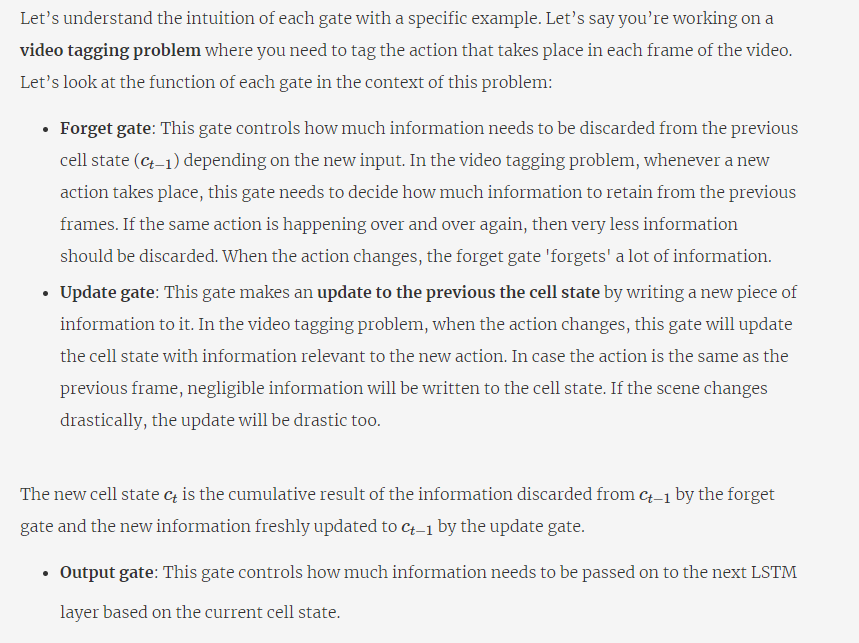 Let’s understand the intuition of each gate with a specific example. Let’s say you’re working on a
video tagging problem where you need to tag the action that takes place in each frame of the video.
Let’s look at the function of each gate in the context of this problem:
• Forget gate: This gate controls how much information needs to be discarded from the previous
cell state (cₜ₋₁) depending on the new input. In the video tagging problem, whenever a new
action takes place, this gate needs to decide how much information to retain from the previous
frames. If the same action is happening over and over again, then very less information
should be discarded. When the action changes, the forget gate 'forgets' a lot of information.
• Update gate: This gate makes an update to the previous the cell state by writing a new piece of
information to it. In the video tagging problem, when the action changes, this gate will update
the cell state with information relevant to the new action. In case the action is the same as the
previous frame, negligible information will be written to the cell state. If the scene changes
drastically, the update will be drastic too.
The new cell state cₜ is the cumulative result of the information discarded from cₜ₋₁ by the forget
gate and the new information freshly updated to cₜ₋₁ by the update gate.
• Output gate: This gate controls how much information needs to be passed on to the next LSTM
layer based on the current cell state.